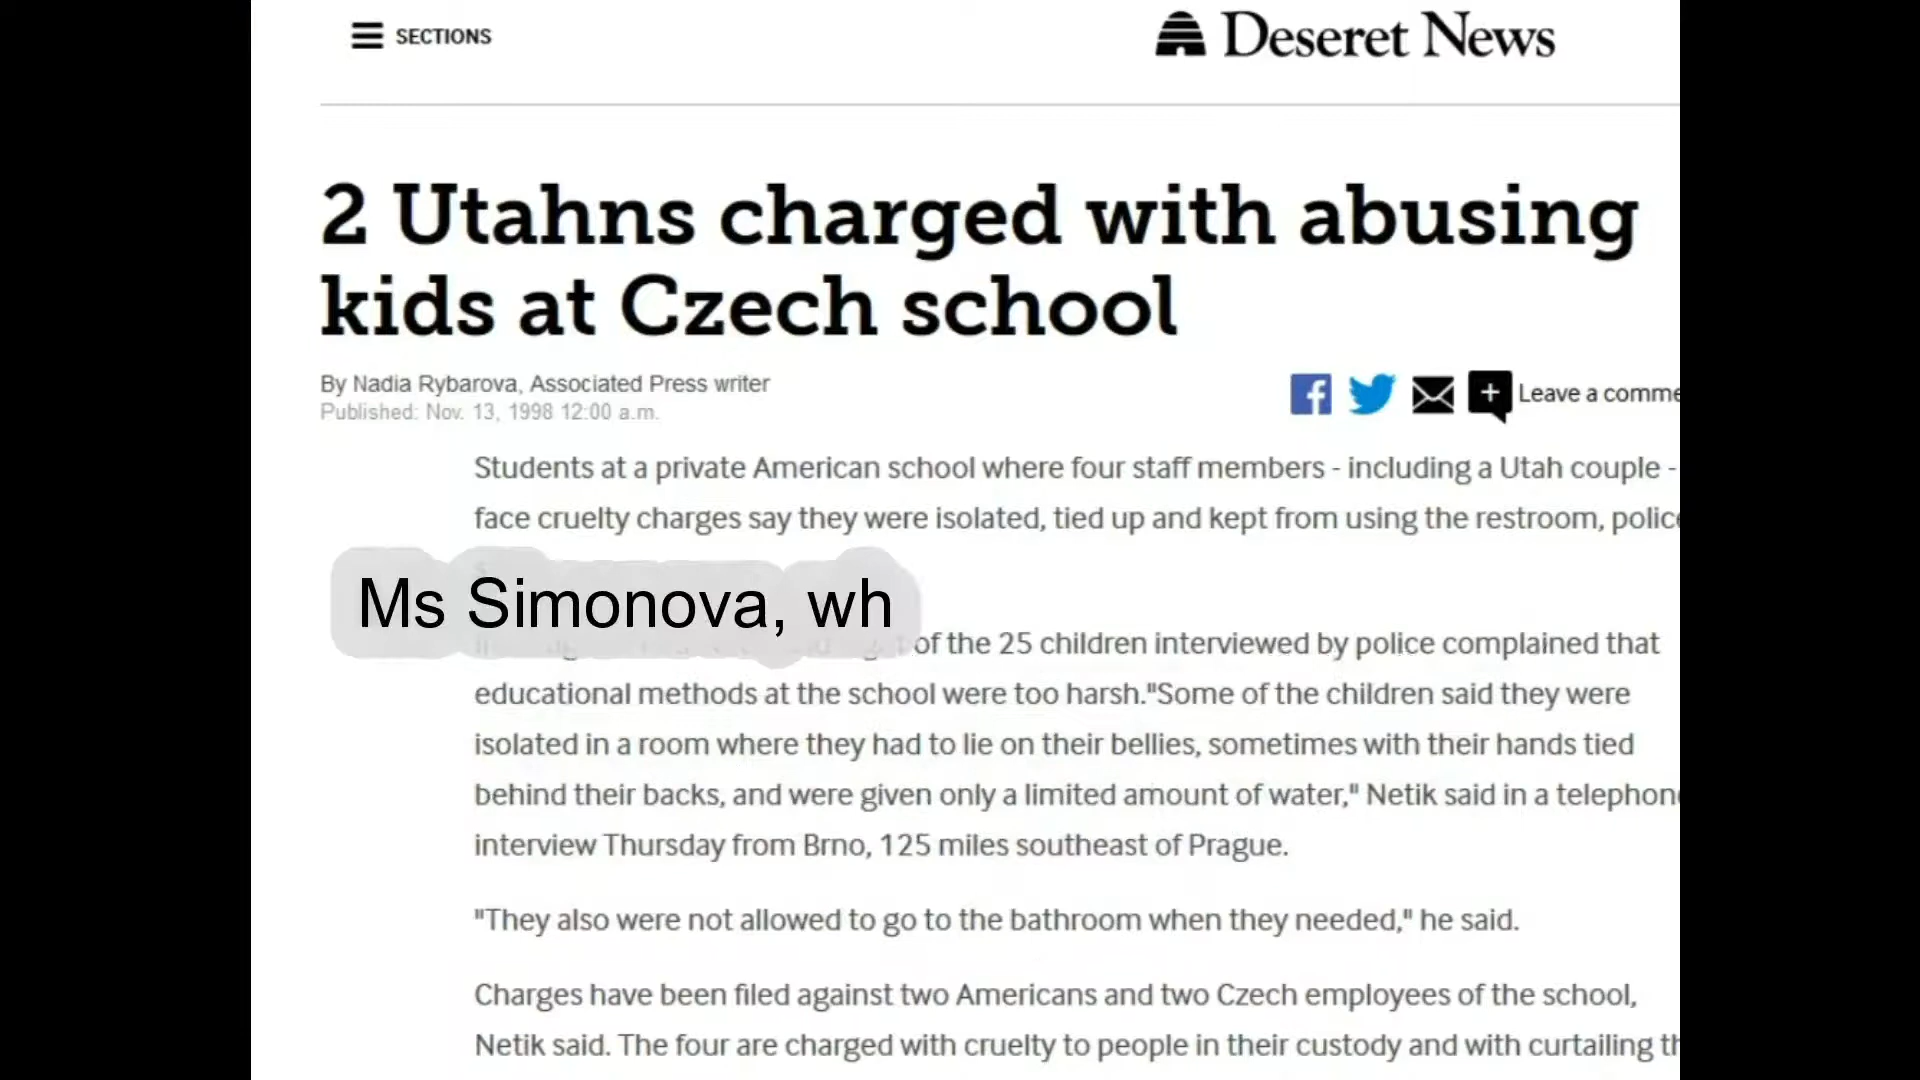 SECTIONS
Deseret News
2 Utahns charged with abusing
kids at Czech school
By Nadia Rybarova, Associated Press writer
Published: Nov. 13, 1998 12:00 a.m.
Leave a comme
Students at a private American school where four staff members - including a Utah couple -
face cruelty charges say they were isolated, tied up and kept from using the restroom, police
Ms Simonova, wh
of the 25 children interviewed by police complained that
educational methods at the school were too harsh."Some of the children said they were
isolated in a room where they had to lie on their bellies, sometimes with their hands tied
behind their backs, and were given only a limited amount of water," Netik said in a telephon
interview Thursday from Brno, 125 miles southeast of Prague.
"They also were not allowed to go to the bathroom when they needed," he said.
Charges have been filed against two Americans and two Czech employees of the school,
Netik said. The four are charged with cruelty to people in their custody and with curtailing th